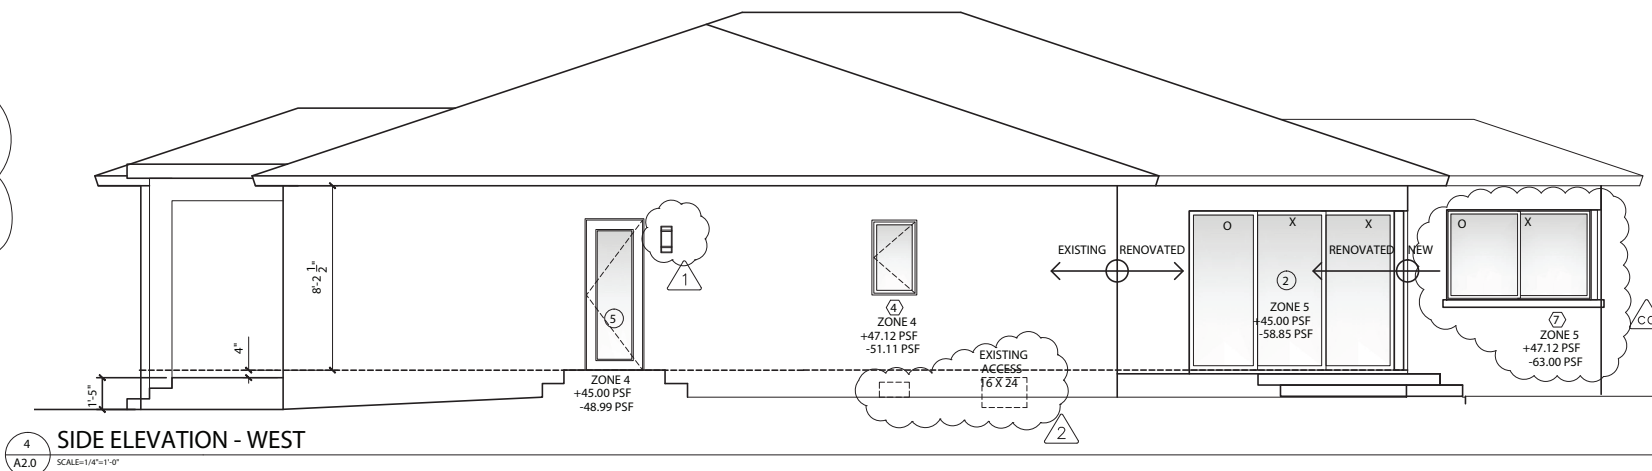 8'-2 1/2"
4"
1'-5"
5
ZONE 4
+45.00 PSF
-48.99 PSF
1
4
ZONE 4
+47.12 PSF
-51.11 PSF
EXISTING
ACCESS
16 X 24
2
EXISTING
RENOVATED
O
X
X
2
ZONE 5
+45.00 PSF
-58.85 PSF
RENOVATED
NEW
O
X
7
ZONE 5
+47.12 PSF
-63.00 PSF
4
A2.0
SIDE ELEVATION - WEST
SCALE=1/4"=1'-0"